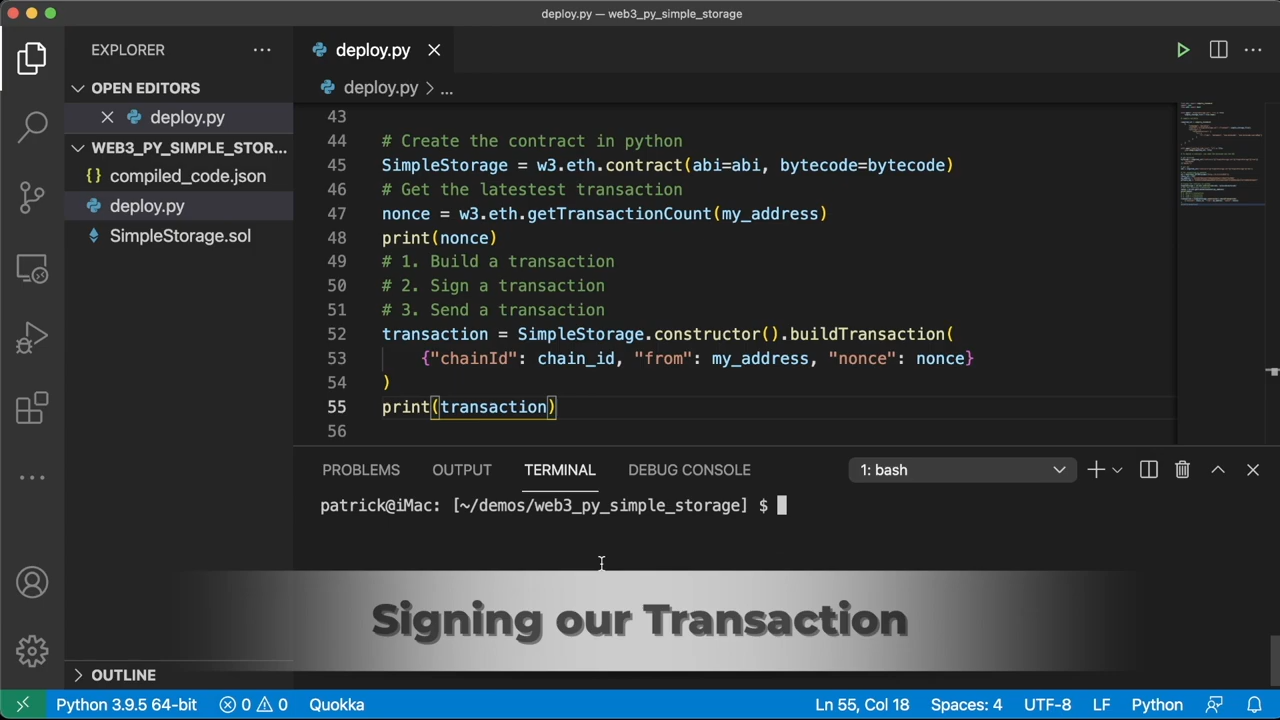 deploy.py — web3_py_simple_storage
EXPLORER
OPEN EDITORS
deploy.py
WEB3_PY_SIMPLE_STOR...
compiled_code.json
deploy.py
SimpleStorage.sol
OUTLINE
deploy.py
deploy.py > ...
43
44 # Create the contract in python
45 SimpleStorage = w3.eth.contract(abi=abi, bytecode=bytecode)
46 # Get the latestest transaction
47 nonce = w3.eth.getTransactionCount(my_address)
48 print(nonce)
49 # 1. Build a transaction
50 # 2. Sign a transaction
51 # 3. Send a transaction
52 transaction = SimpleStorage.constructor().buildTransaction(
53 {"chainId": chain_id, "from": my_address, "nonce": nonce}
54 )
55 print(transaction)
56
PROBLEMS OUTPUT TERMINAL DEBUG CONSOLE 1: bash
patrick@iMac: [~/demos/web3_py_simple_storage] $
Signing our Transaction
Python 3.9.5 64-bit 0 0 Quokka Ln 55, Col 18 Spaces: 4 UTF-8 LF Python